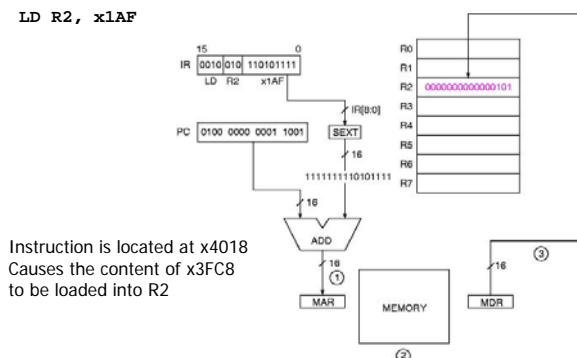 LD R2, x1AF
15 0
IR 0010 010 110101111
LD R2 x1AF
IR[8:0]
PC 0100 0000 0001 1001
SEXT
16
1111111110101111
16
ADD
16
①
MAR
Instruction is located at x4018
Causes the content of x3FC8
to be loaded into R2
R0
R1
R2 0000000000000101
R3
R4
R5
R6
R7
MEMORY
②
③
16
MDR